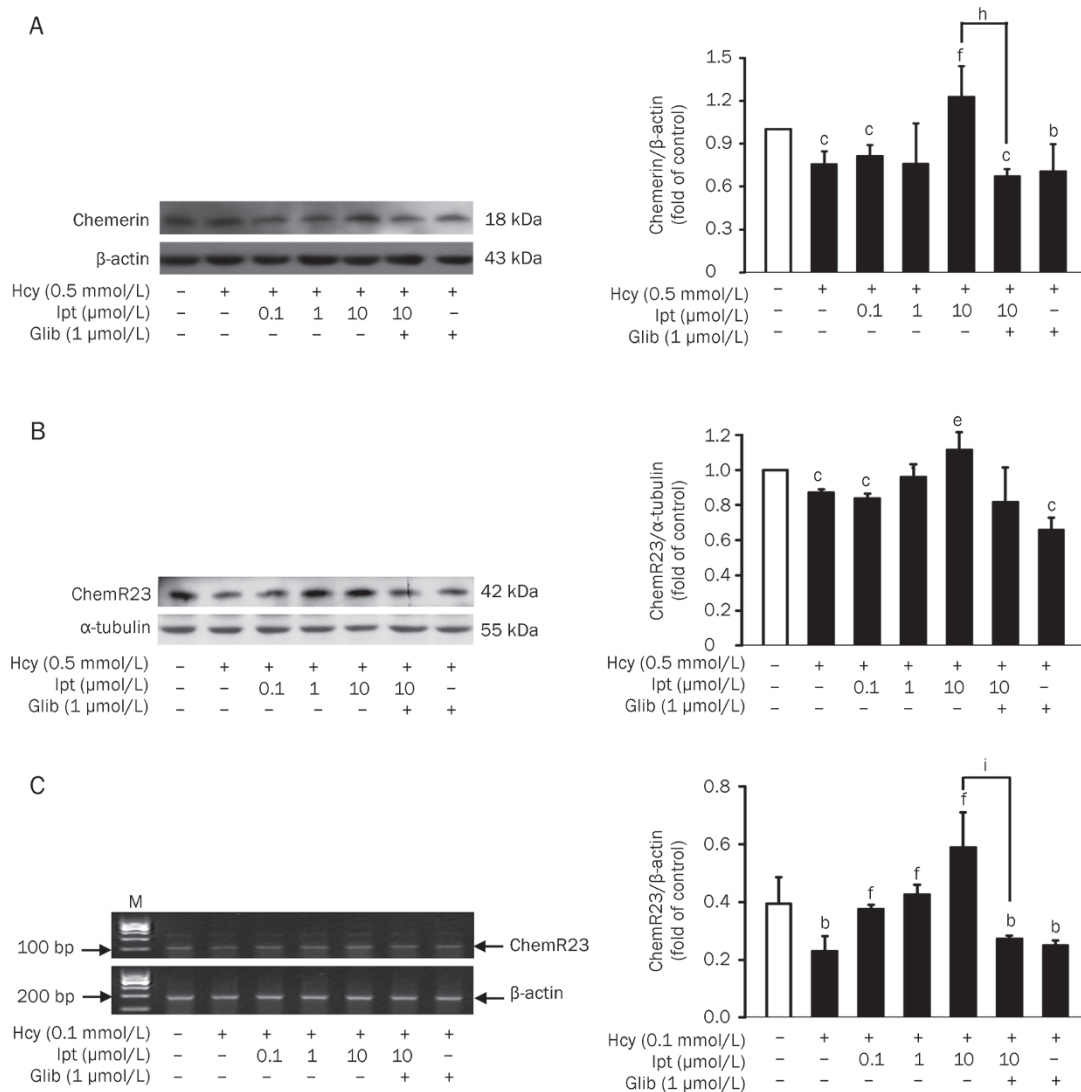 A
Chemerin
18 kDa
β-actin
43 kDa
Hcy (0.5 mmol/L) – + + + + + +
Ipt (μmol/L) – – 0.1 1 10 10 –
Glib (1 μmol/L) – – – – – + +
Chemerin/β-actin
(fold of control)
1.5
1.2
0.9
0.6
0.3
0
c c f h c b
Hcy (0.5 mmol/L) – + + + + + +
Ipt (μmol/L) – – 0.1 1 10 10 –
Glib (1 μmol/L) – – – – – + +
B
ChemR23
42 kDa
α-tubulin
55 kDa
Hcy (0.5 mmol/L) – + + + + + +
Ipt (μmol/L) – – 0.1 1 10 10 –
Glib (1 μmol/L) – – – – – + +
ChemR23/α-tubulin
(fold of control)
1.2
1.0
0.8
0.6
0.4
0.2
0
c c e c
Hcy (0.5 mmol/L) – + + + + + +
Ipt (μmol/L) – – 0.1 1 10 10 –
Glib (1 μmol/L) – – – – – + +
C
M
100 bp
ChemR23
200 bp
β-actin
Hcy (0.1 mmol/L) – + + + + + +
Ipt (μmol/L) – – 0.1 1 10 10 –
Glib (1 μmol/L) – – – – – + +
ChemR23/β-actin
(fold of control)
0.8
0.6
0.4
0.2
0.0
b f f f i b b
Hcy (0.1 mmol/L) – + + + + + +
Ipt (μmol/L) – – 0.1 1 10 10 –
Glib (1 μmol/L) – – – – – + +